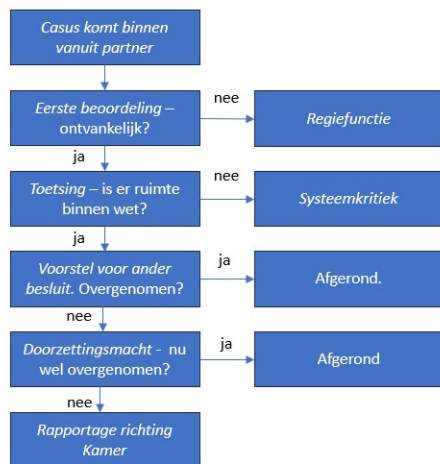 Casus komt binnen
vanuit partner
Eerste beoordeling –
ontvankelijk?
nee
Regiefunctie
ja
Toetsing – is er ruimte
binnen wet?
nee
Systeemkritiek
ja
Voorstel voor ander
besluit. Overgenomen?
ja
Afgerond.
nee
Doorzettingsmacht - nu
wel overgenomen?
ja
Afgerond
nee
Rapportage richting
Kamer